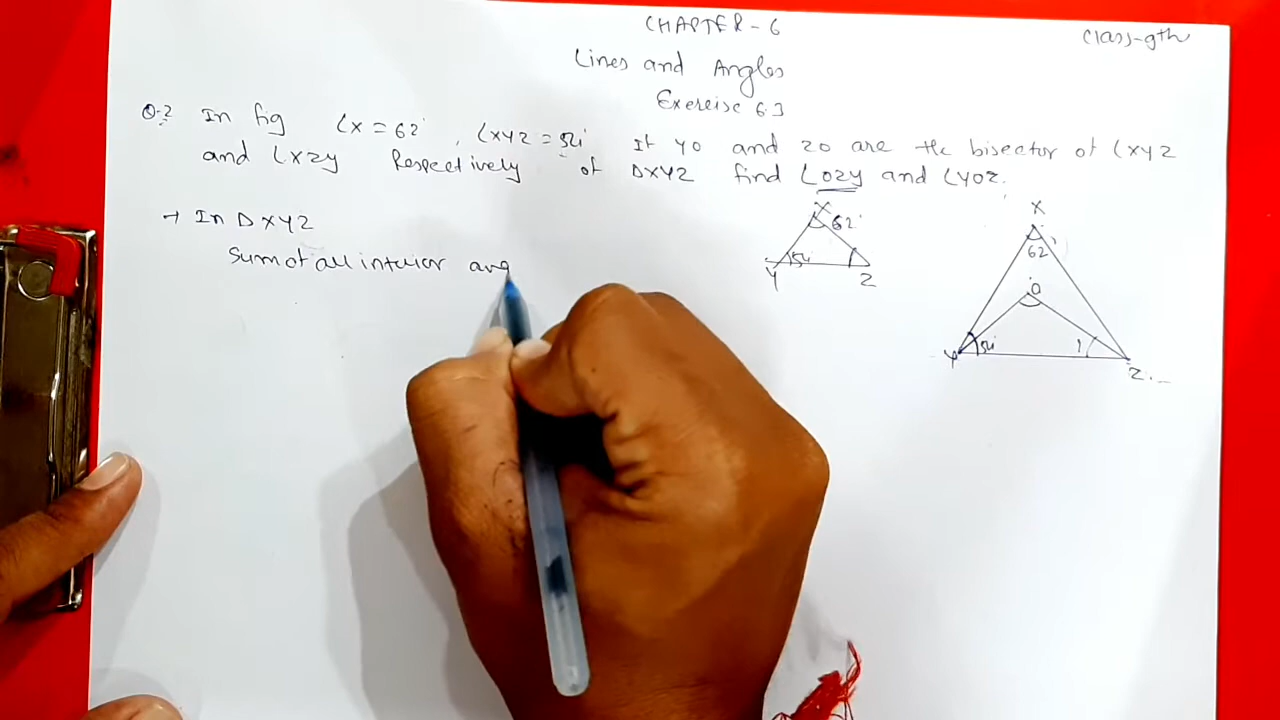 CHAPTER - 6
Class - 9th
Lines and Angles
Exercise 6.3
Q.2 In fig ∠X = 62° , ∠XYZ = 54° If YO and ZO are the bisector of ∠XYZ
and ∠XZY Respectively of ΔXYZ find ∠OZY and ∠YOZ.
→ In ΔXYZ
Sum of all interior ang
X
62°
54
Y
Z
X
62
O
54
Y
Z